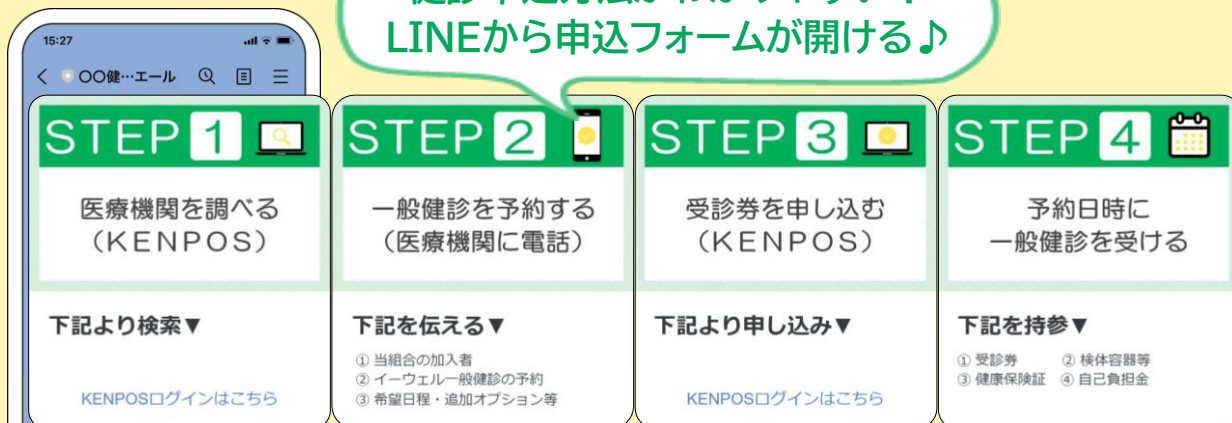 LINEから申込フォームが開ける♪
15:27
〇〇健…エール
STEP 1
医療機関を調べる
（KENPOS）
下記より検索▼
KENPOSログインはこちら
STEP 2
一般健診を予約する
（医療機関に電話）
下記を伝える▼
① 当組合の加入者
② イーウェル一般健診の予約
③ 希望日程・追加オプション等
STEP 3
受診券を申し込む
（KENPOS）
下記より申し込み▼
KENPOSログインはこちら
STEP 4
予約日時に
一般健診を受ける
下記を持参▼
① 受診券 ② 検体容器等
③ 健康保険証 ④ 自己負担金